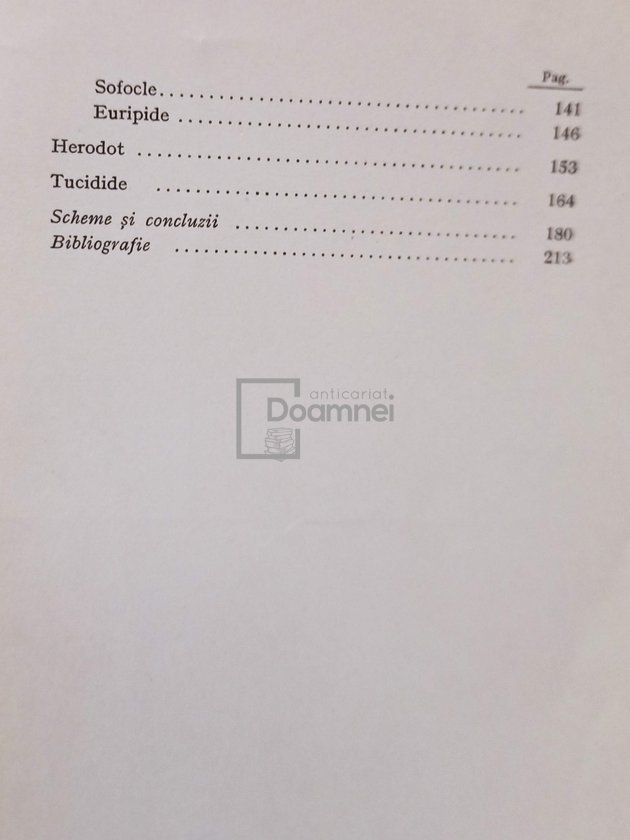 Pag.
Sofocle.......................................... 141
Euripide ........................................ 146
Herodot ............................................ 153
Tucidide .......................................... 164
Scheme și concluzii ................................ 180
Bibliografie ....................................... 213
anticariat
Doamnei